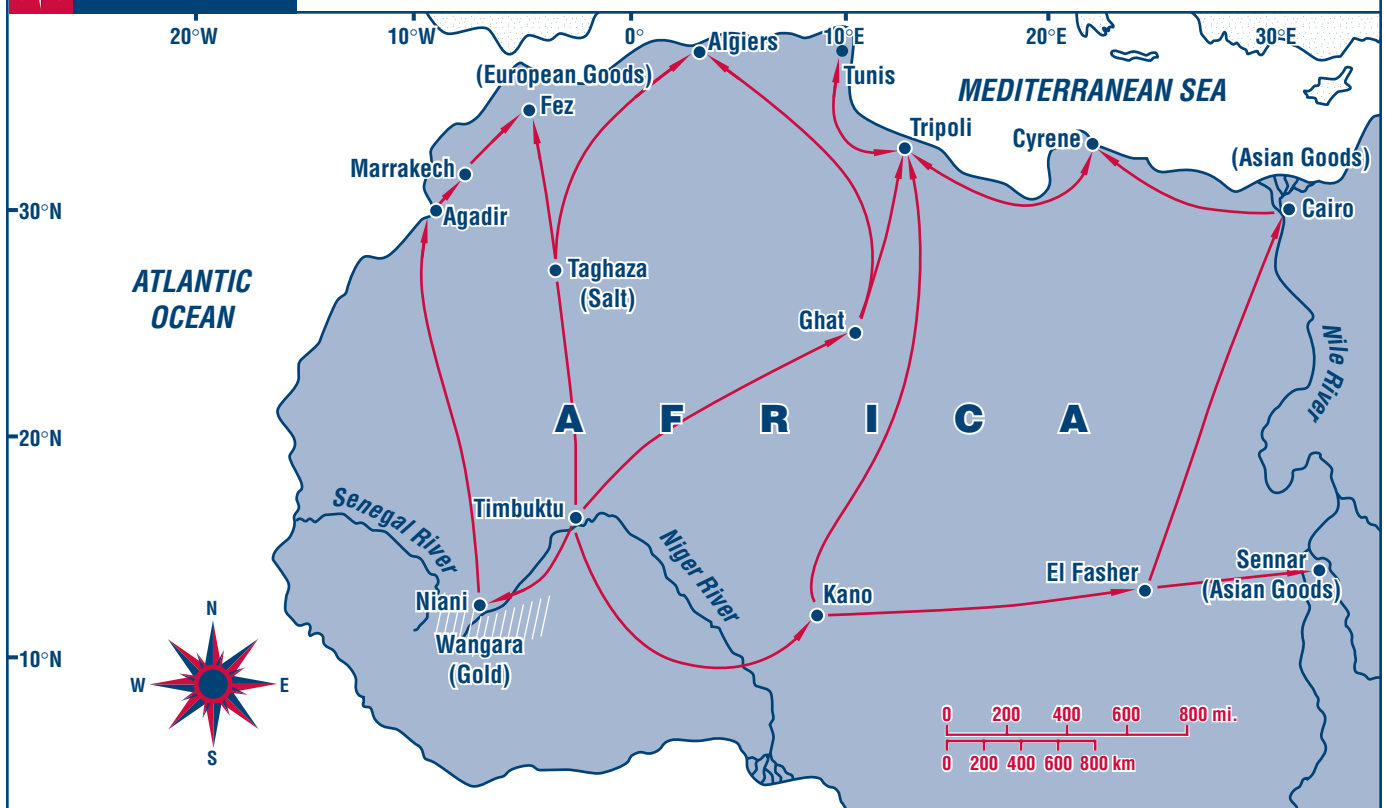 20°W
10°W
0°
10°E
20°E
30°E
Algiers
Tunis
(European Goods)
Fez
MEDITERRANEAN SEA
Tripoli
Cyrene
(Asian Goods)
Marrakech
Agadir
Cairo
30°N
ATLANTIC
OCEAN
Taghaza
(Salt)
Ghat
Nile River
AFRICA
20°N
Senegal River
Timbuktu
Niger River
Niani
Wangara
(Gold)
Kano
El Fasher
Sennar
(Asian Goods)
10°N
N
W
E
S
0 200 400 600 800 mi.
0 200 400 600 800 km